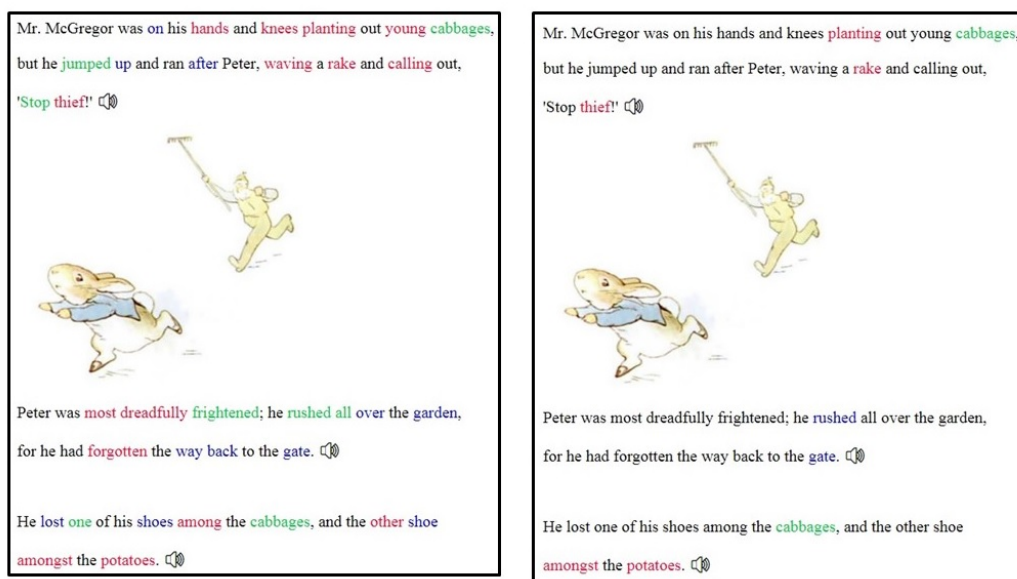 Mr. McGregor was on his hands and knees planting out young cabbages,
but he jumped up and ran after Peter, waving a rake and calling out,
'Stop thief!'
Peter was most dreadfully frightened; he rushed all over the garden,
for he had forgotten the way back to the gate.
He lost one of his shoes among the cabbages, and the other shoe
amongst the potatoes.
Mr. McGregor was on his hands and knees planting out young cabbages,
but he jumped up and ran after Peter, waving a rake and calling out,
'Stop thief!'
Peter was most dreadfully frightened; he rushed all over the garden,
for he had forgotten the way back to the gate.
He lost one of his shoes among the cabbages, and the other shoe
amongst the potatoes.